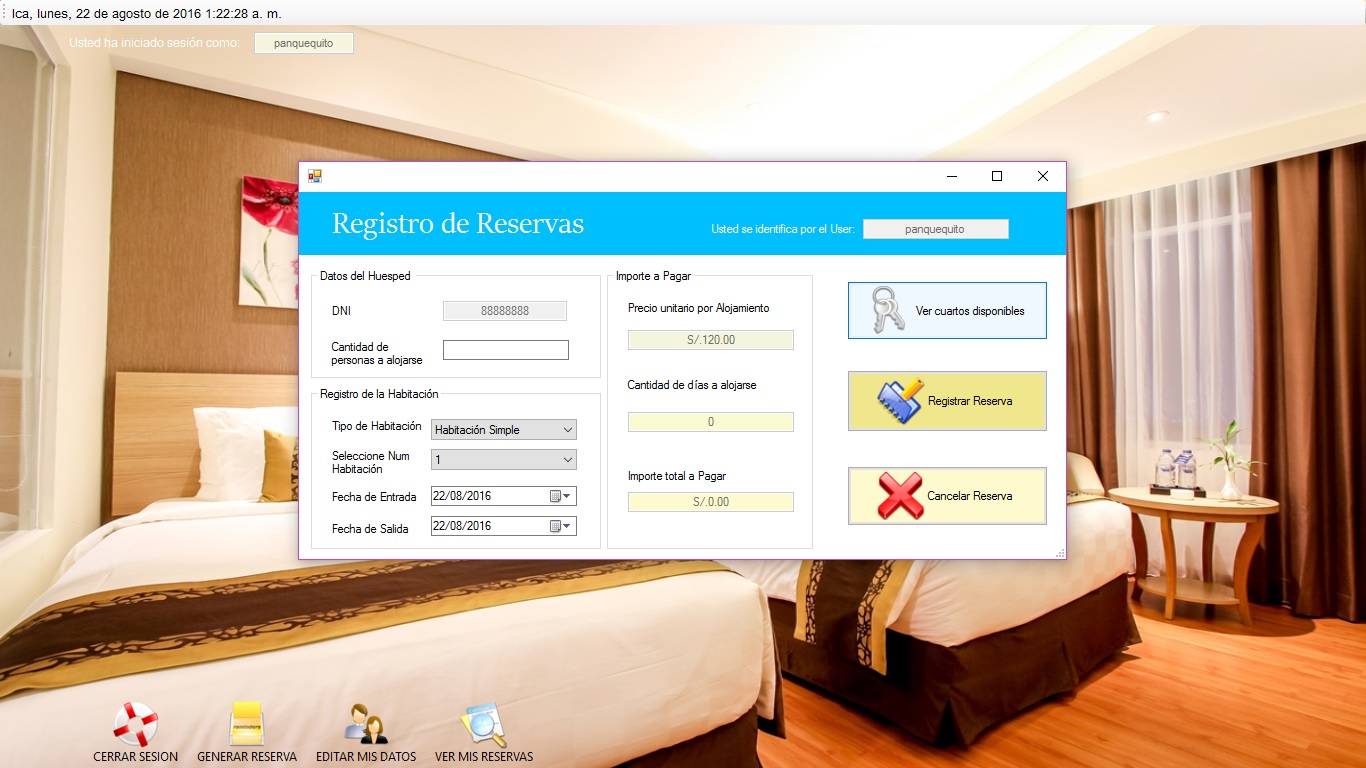 Ica, lunes, 22 de agosto de 2016 1:22:28 a. m.
Usted ha iniciado sesión como: panquequito
Registro de Reservas
Usted se identifica por el User: panquequito
Datos del Huesped
DNI 88888888
Cantidad de
personas a alojarse
Registro de la Habitación
Tipo de Habitación Habitación Simple
Seleccione Num
Habitación 1
Fecha de Entrada 22/08/2016
Fecha de Salida 22/08/2016
Importe a Pagar
Precio unitario por Alojamiento
S/.120.00
Cantidad de días a alojarse
0
Importe total a Pagar
S/.0.00
Ver cuartos disponibles
Registrar Reserva
Cancelar Reserva
CERRAR SESION
GENERAR RESERVA
EDITAR MIS DATOS
VER MIS RESERVAS